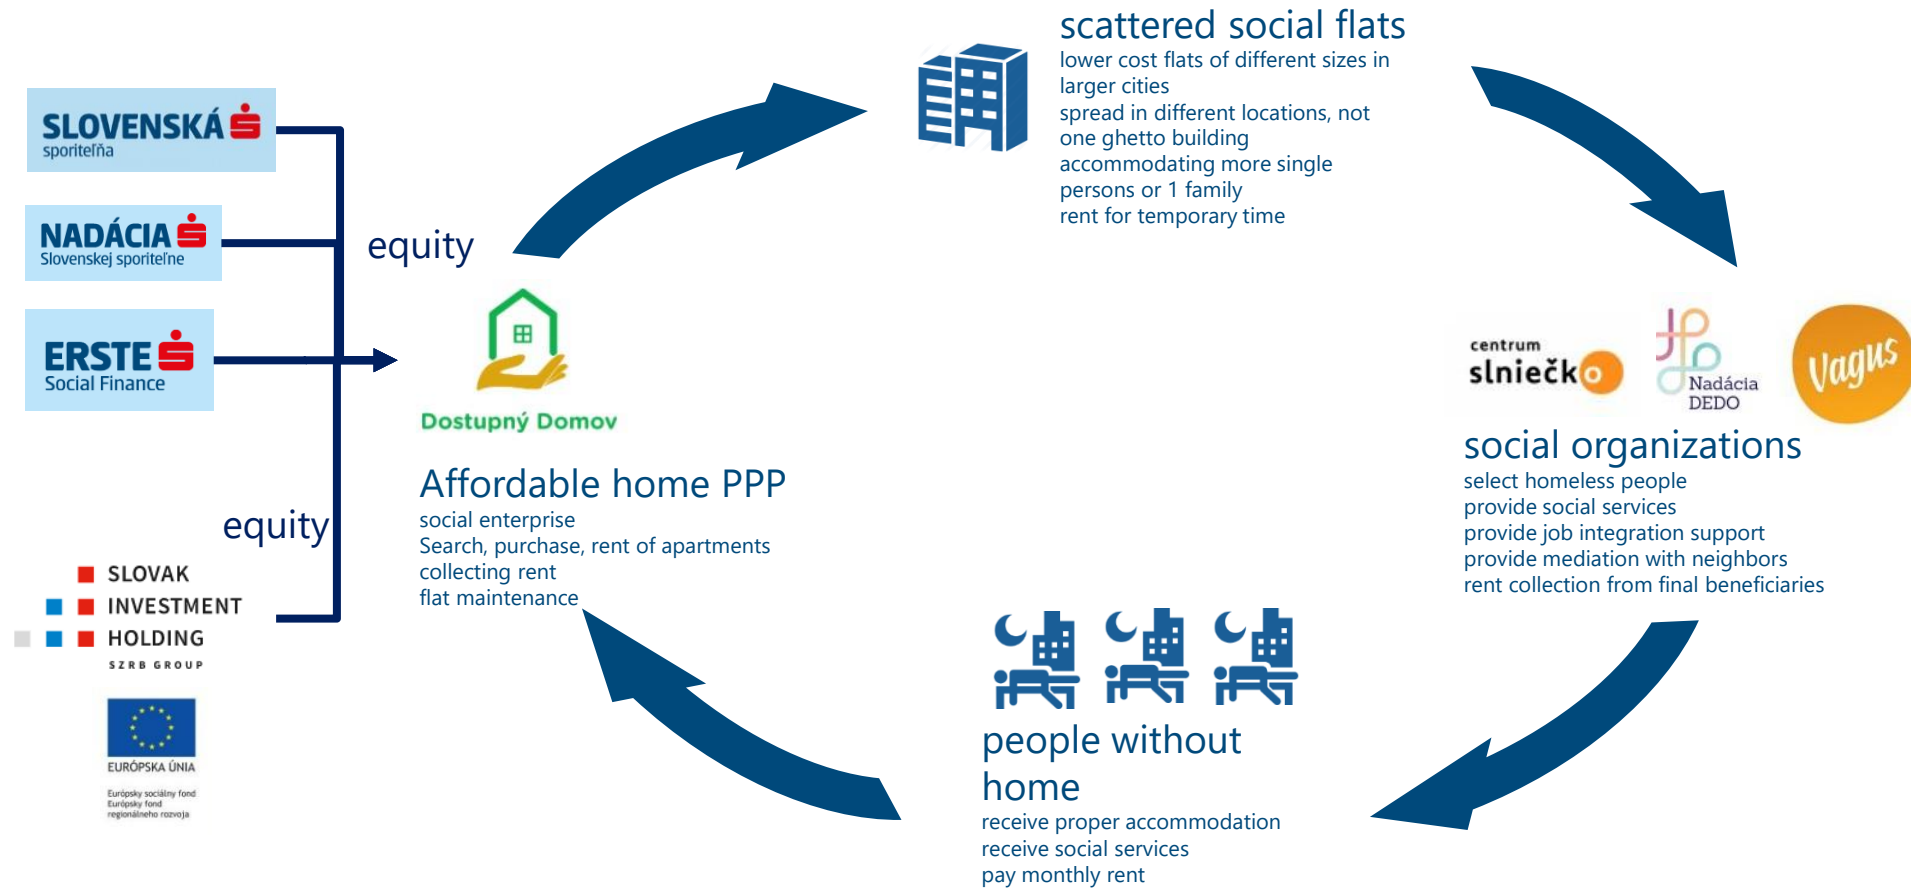 SLOVENSKÁ
sporiteľňa
NADÁCIA
Slovenskej sporiteľne
ERSTE
Social Finance
equity
equity
SLOVAK
INVESTMENT
HOLDING
SZRB GROUP
EURÓPSKA ÚNIA
Európsky sociálny fond
Európsky fond
regionálneho rozvoja
Dostupný Domov
Affordable home PPP
social enterprise
Search, purchase, rent of apartments
collecting rent
flat maintenance
scattered social flats
lower cost flats of different sizes in
larger cities
spread in different locations, not
one ghetto building
accommodating more single
persons or 1 family
rent for temporary time
centrum
slniečko
Nadácia
DEDO
Vagus
social organizations
select homeless people
provide social services
provide job integration support
provide mediation with neighbors
rent collection from final beneficiaries
people without
home
receive proper accommodation
receive social services
pay monthly rent